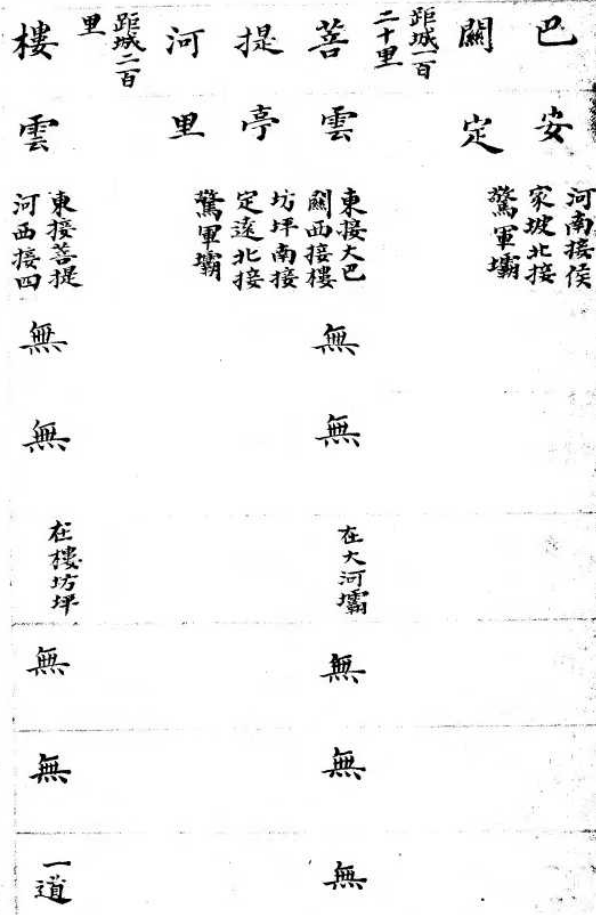 巴
安
河南接侯
家坡北接
關
定
驚軍壩
距城一百
二十里
菩
雲
東接大巴
關西接樓
無
無
在大河壩
無
無
無
提
亭
坊坪南接
定遠北接
河
里
驚軍壩
距城二百
里
樓
雲
東接菩提
河西接四
無
無
在樓坊坪
無
無
一道